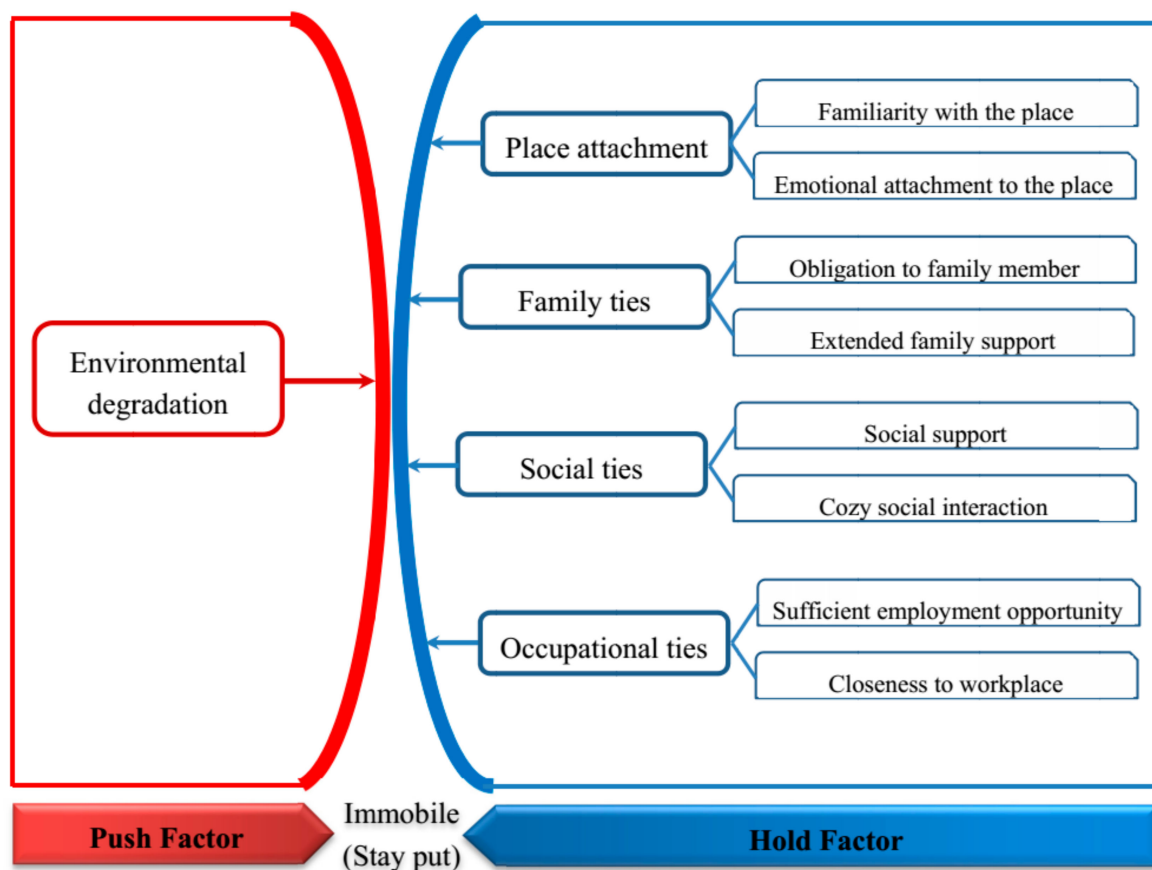 Environmental
degradation
Place attachment
Familiarity with the place
Emotional attachment to the place
Family ties
Obligation to family member
Extended family support
Social ties
Social support
Cozy social interaction
Occupational ties
Sufficient employment opportunity
Closeness to workplace
Push Factor
Immobile
(Stay put)
Hold Factor